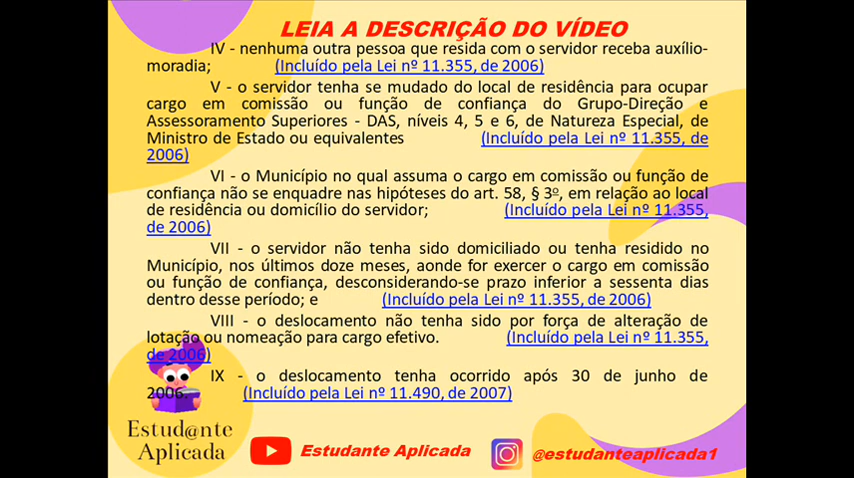 LEIA A DESCRIÇÃO DO VÍDEO
IV - nenhuma outra pessoa que resida com o servidor receba auxílio-
moradia; (Incluído pela Lei nº 11.355, de 2006)
V - o servidor tenha se mudado do local de residência para ocupar
cargo em comissão ou função de confiança do Grupo-Direção e
Assessoramento Superiores - DAS, níveis 4, 5 e 6, de Natureza Especial, de
Ministro de Estado ou equivalentes (Incluído pela Lei nº 11.355, de
2006)
VI - o Município no qual assuma o cargo em comissão ou função de
confiança não se enquadre nas hipóteses do art. 58, § 3º, em relação ao local
de residência ou domicílio do servidor; (Incluído pela Lei nº 11.355,
de 2006)
VII - o servidor não tenha sido domiciliado ou tenha residido no
Município, nos últimos doze meses, aonde for exercer o cargo em comissão
ou função de confiança, desconsiderando-se prazo inferior a sessenta dias
dentro desse período; e (Incluído pela Lei nº 11.355, de 2006)
VIII - o deslocamento não tenha sido por força de alteração de
lotação ou nomeação para cargo efetivo. (Incluído pela Lei nº 11.355,
de 2006)
IX - o deslocamento tenha ocorrido após 30 de junho de
2006. (Incluído pela Lei nº 11.490, de 2007)
Estud@nte
Aplicada
Estudante Aplicada
@estudanteaplicada1